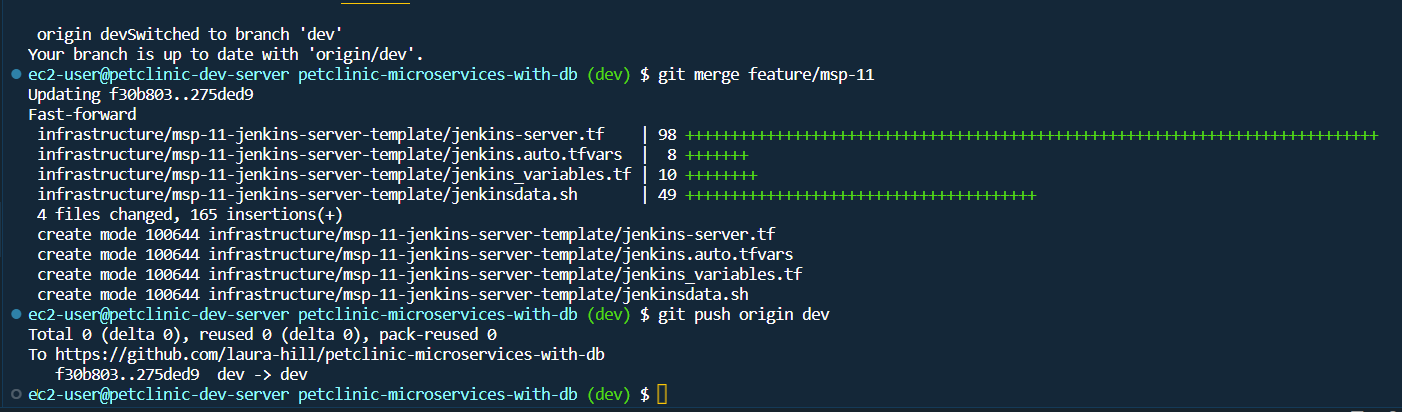 origin devSwitched to branch 'dev'
Your branch is up to date with 'origin/dev'.
ec2-user@petclinic-dev-server petclinic-microservices-with-db (dev) $ git merge feature/msp-11
Updating f30b803..275ded9
Fast-forward
infrastructure/msp-11-jenkins-server-template/jenkins-server.tf | 98 +++++++++++++++++++++++++++++++++++++++++++++++++++++++++++++++++++++++++++++
infrastructure/msp-11-jenkins-server-template/jenkins.auto.tfvars | 8 +++++++
infrastructure/msp-11-jenkins-server-template/jenkins_variables.tf | 10 ++++++++
infrastructure/msp-11-jenkins-server-template/jenkinsdata.sh | 49 +++++++++++++++++++++++++++++++++++++++
4 files changed, 165 insertions(+)
create mode 100644 infrastructure/msp-11-jenkins-server-template/jenkins-server.tf
create mode 100644 infrastructure/msp-11-jenkins-server-template/jenkins.auto.tfvars
create mode 100644 infrastructure/msp-11-jenkins-server-template/jenkins_variables.tf
create mode 100644 infrastructure/msp-11-jenkins-server-template/jenkinsdata.sh
ec2-user@petclinic-dev-server petclinic-microservices-with-db (dev) $ git push origin dev
Total 0 (delta 0), reused 0 (delta 0), pack-reused 0
To https://github.com/laura-hill/petclinic-microservices-with-db
f30b803..275ded9 dev -> dev
ec2-user@petclinic-dev-server petclinic-microservices-with-db (dev) $